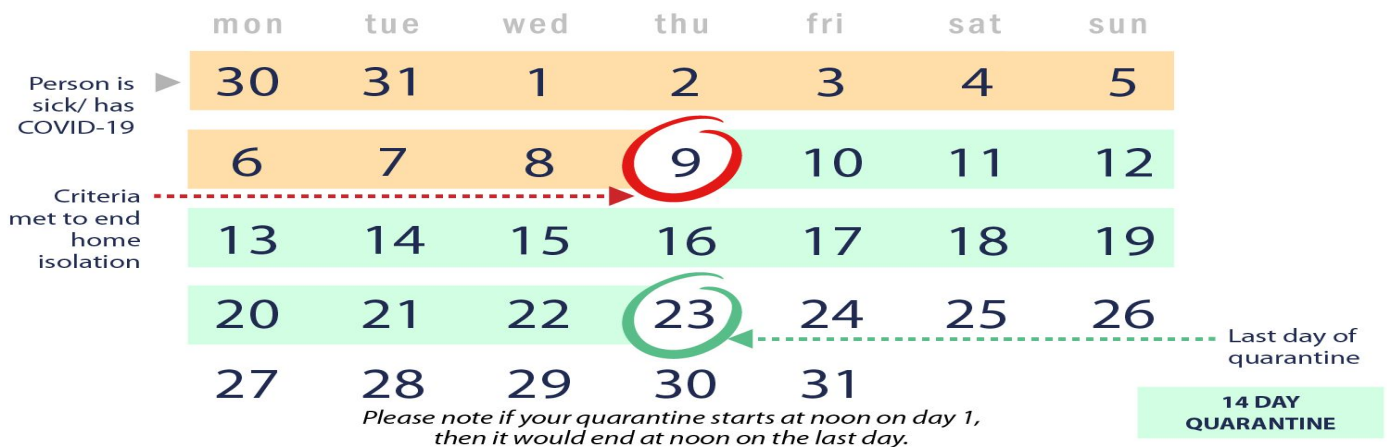 mon tue wed thu fri sat sun
Person is
sick/ has
COVID-19
30 31 1 2 3 4 5
6 7 8 9 10 11 12
Criteria
met to end
home
isolation
13 14 15 16 17 18 19
20 21 22 23 24 25 26
Last day of
quarantine
27 28 29 30 31
Please note if your quarantine starts at noon on day 1,
then it would end at noon on the last day.
14 DAY
QUARANTINE